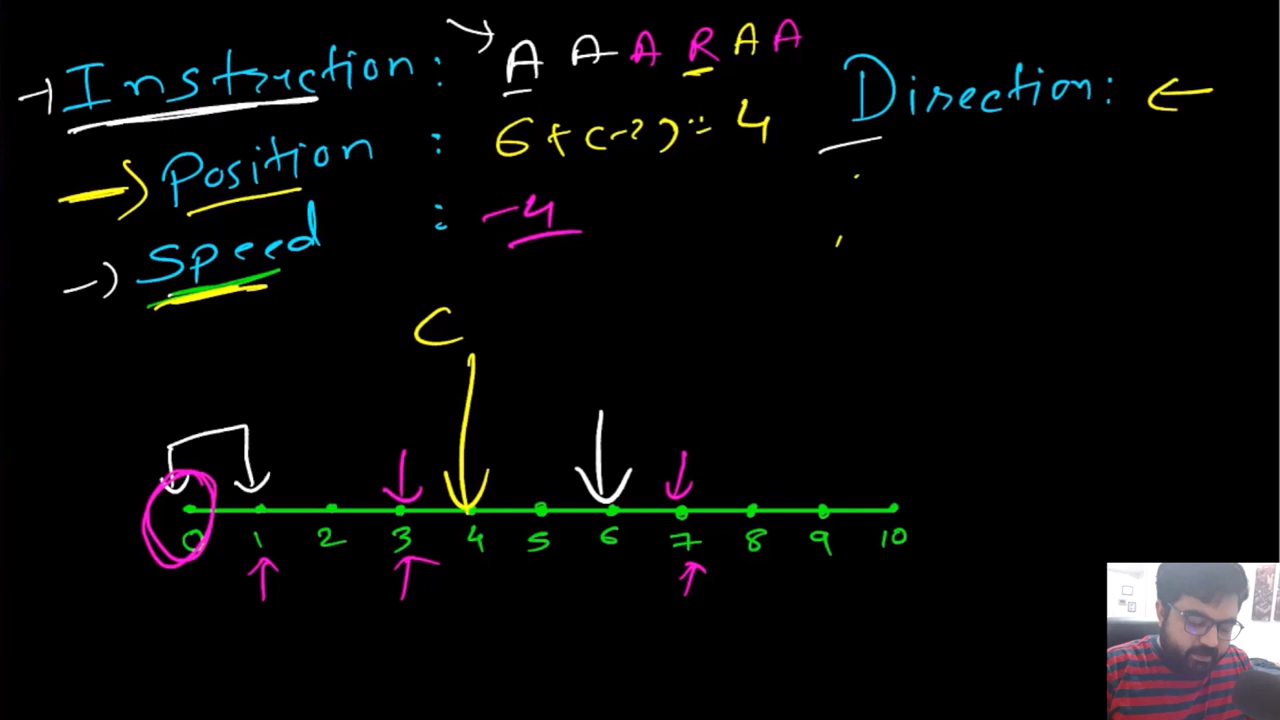 Instruction: A A A R A A
Direction: ←
Position : 6+(-2)=4
Speed : -4
C
0 1 2 3 4 5 6 7 8 9 10